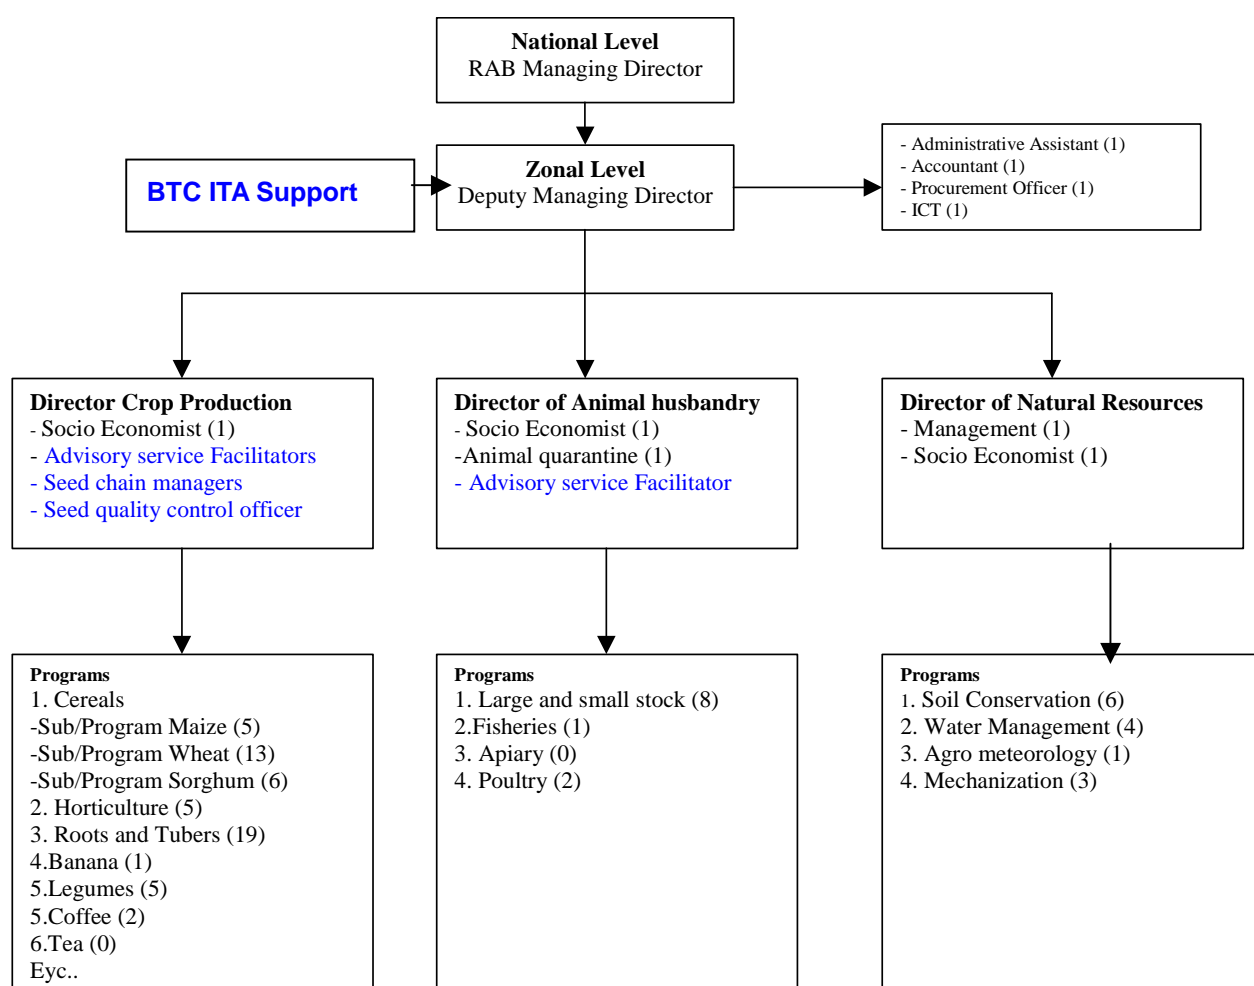 National Level
RAB Managing Director
BTC ITA Support
Zonal Level
Deputy Managing Director
- Administrative Assistant (1)
- Accountant (1)
- Procurement Officer (1)
- ICT (1)
Director Crop Production
- Socio Economist (1)
- Advisory service Facilitators
- Seed chain managers
- Seed quality control officer
Director of Animal husbandry
- Socio Economist (1)
-Animal quarantine (1)
- Advisory service Facilitator
Director of Natural Resources
- Management (1)
- Socio Economist (1)
Programs
1. Cereals
-Sub/Program Maize (5)
-Sub/Program Wheat (13)
-Sub/Program Sorghum (6)
2. Horticulture (5)
3. Roots and Tubers (19)
4.Banana (1)
5.Legumes (5)
5.Coffee (2)
6.Tea (0)
Eyc..
Programs
1. Large and small stock (8)
2.Fisheries (1)
3. Apiary (0)
4. Poultry (2)
Programs
1. Soil Conservation (6)
2. Water Management (4)
3. Agro meteorology (1)
4. Mechanization (3)